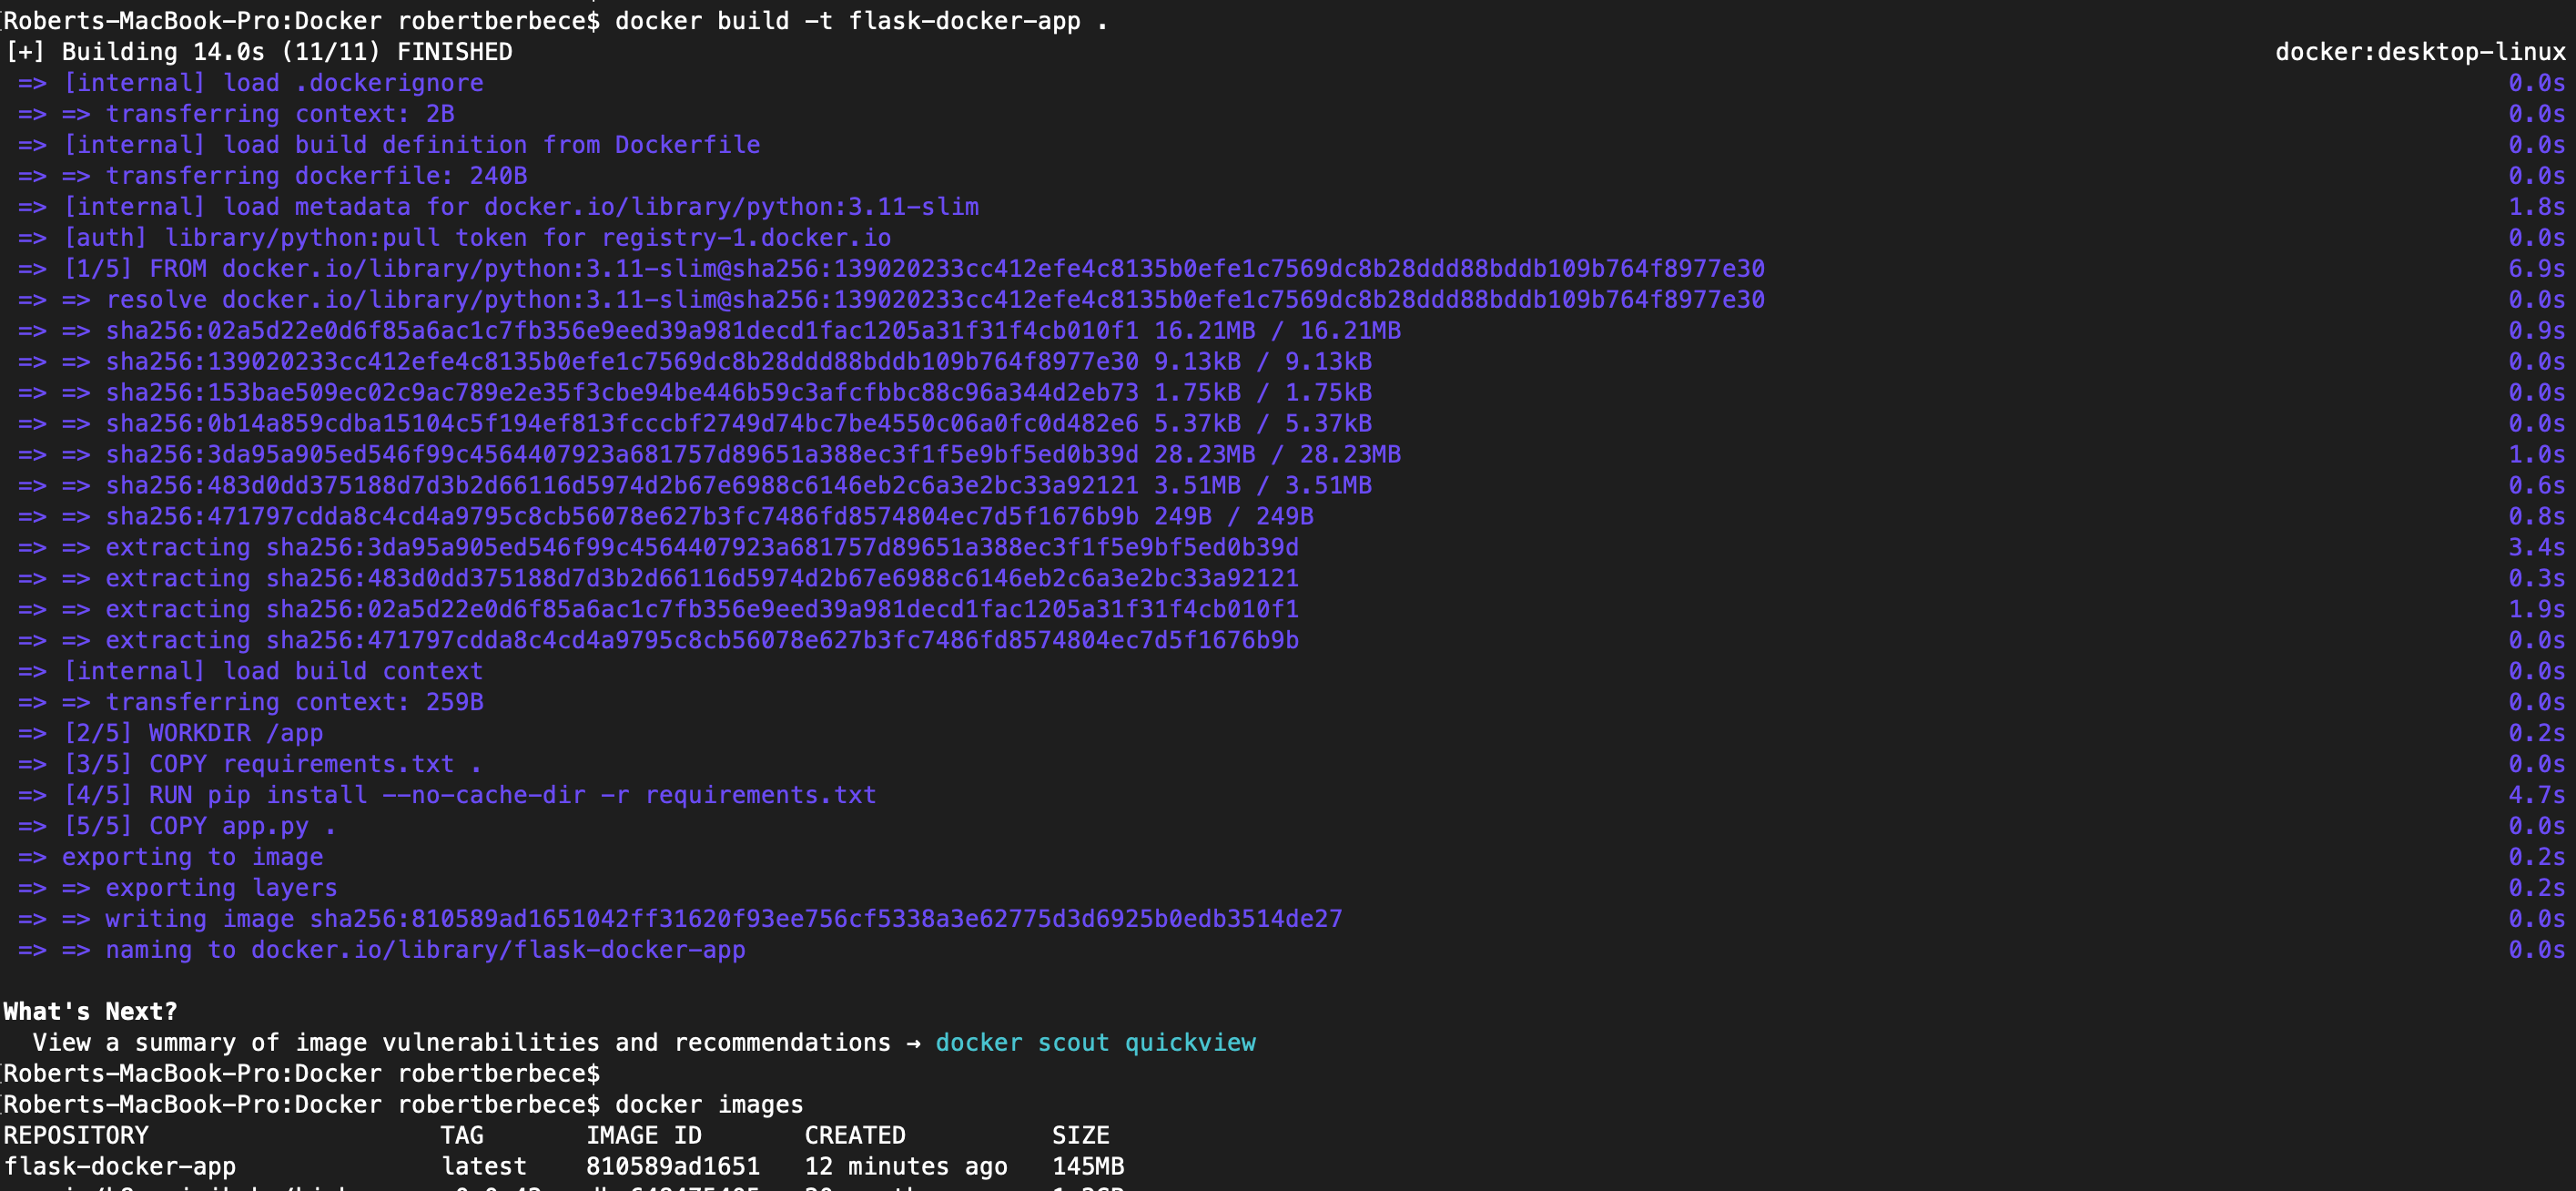 Roberts-MacBook-Pro:Docker robertberbece$ docker build -t flask-docker-app .
[+] Building 14.0s (11/11) FINISHED docker:desktop-linux
=> [internal] load .dockerignore 0.0s
=> => transferring context: 2B 0.0s
=> [internal] load build definition from Dockerfile 0.0s
=> => transferring dockerfile: 240B 0.0s
=> [internal] load metadata for docker.io/library/python:3.11-slim 1.8s
=> [auth] library/python:pull token for registry-1.docker.io 0.0s
=> [1/5] FROM docker.io/library/python:3.11-slim@sha256:139020233cc412efe4c8135b0efe1c7569dc8b28ddd88bddb109b764f8977e30 6.9s
=> => resolve docker.io/library/python:3.11-slim@sha256:139020233cc412efe4c8135b0efe1c7569dc8b28ddd88bddb109b764f8977e30 0.0s
=> => sha256:02a5d22e0d6f85a6ac1c7fb356e9eed39a981decd1fac1205a31f31f4cb010f1 16.21MB / 16.21MB 0.9s
=> => sha256:139020233cc412efe4c8135b0efe1c7569dc8b28ddd88bddb109b764f8977e30 9.13kB / 9.13kB 0.0s
=> => sha256:153bae509ec02c9ac789e2e35f3cbe94be446b59c3afcfbbc88c96a344d2eb73 1.75kB / 1.75kB 0.0s
=> => sha256:0b14a859cdba15104c5f194ef813fcccbf2749d74bc7be4550c06a0fc0d482e6 5.37kB / 5.37kB 0.0s
=> => sha256:3da95a905ed546f99c4564407923a681757d89651a388ec3f1f5e9bf5ed0b39d 28.23MB / 28.23MB 1.0s
=> => sha256:483d0dd375188d7d3b2d66116d5974d2b67e6988c6146eb2c6a3e2bc33a92121 3.51MB / 3.51MB 0.6s
=> => sha256:471797cdda8c4cd4a9795c8cb56078e627b3fc7486fd8574804ec7d5f1676b9b 249B / 249B 0.8s
=> => extracting sha256:3da95a905ed546f99c4564407923a681757d89651a388ec3f1f5e9bf5ed0b39d 3.4s
=> => extracting sha256:483d0dd375188d7d3b2d66116d5974d2b67e6988c6146eb2c6a3e2bc33a92121 0.3s
=> => extracting sha256:02a5d22e0d6f85a6ac1c7fb356e9eed39a981decd1fac1205a31f31f4cb010f1 1.9s
=> => extracting sha256:471797cdda8c4cd4a9795c8cb56078e627b3fc7486fd8574804ec7d5f1676b9b 0.0s
=> [internal] load build context 0.0s
=> => transferring context: 259B 0.0s
=> [2/5] WORKDIR /app 0.2s
=> [3/5] COPY requirements.txt . 0.0s
=> [4/5] RUN pip install --no-cache-dir -r requirements.txt 4.7s
=> [5/5] COPY app.py . 0.0s
=> exporting to image 0.2s
=> => exporting layers 0.2s
=> => writing image sha256:810589ad1651042ff31620f93ee756cf5338a3e62775d3d6925b0edb3514de27 0.0s
=> => naming to docker.io/library/flask-docker-app 0.0s
What's Next?
View a summary of image vulnerabilities and recommendations → docker scout quickview
Roberts-MacBook-Pro:Docker robertberbece$
Roberts-MacBook-Pro:Docker robertberbece$ docker images
REPOSITORY TAG IMAGE ID CREATED SIZE
flask-docker-app latest 810589ad1651 12 minutes ago 145MB